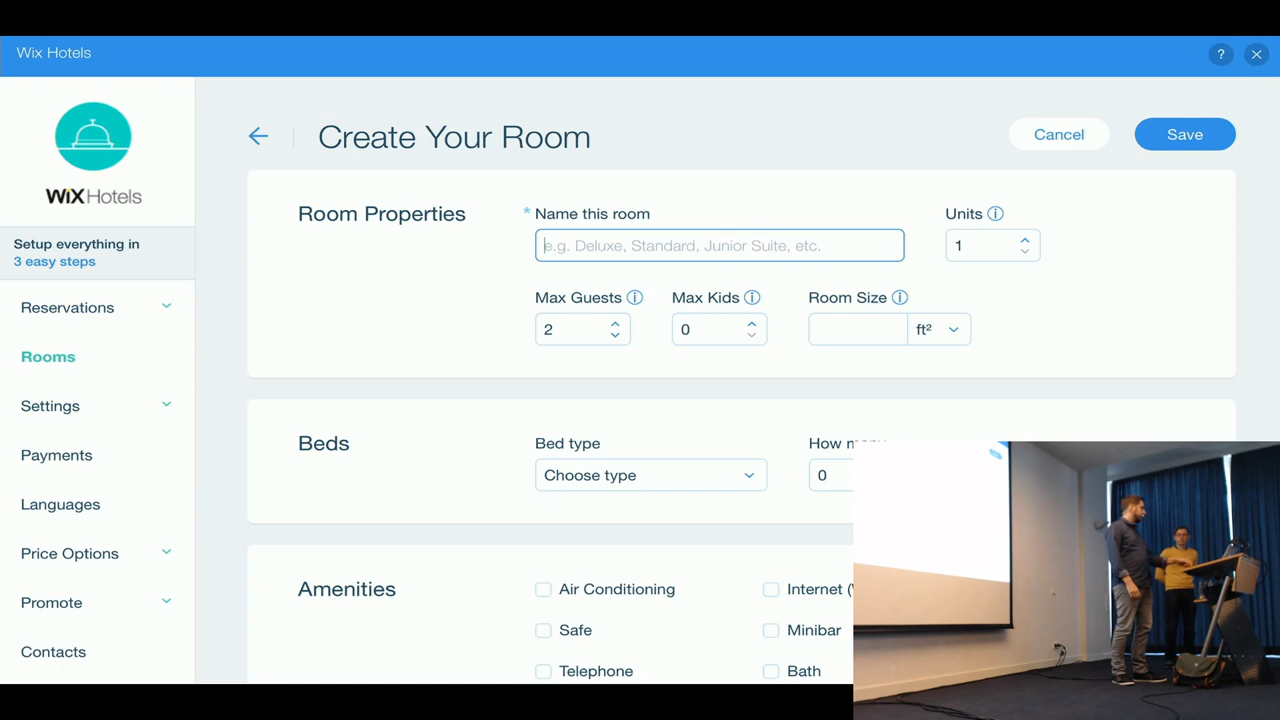 Wix Hotels
?
WiX Hotels
Setup everything in
3 easy steps
Reservations
Rooms
Settings
Payments
Languages
Price Options
Promote
Contacts
Create Your Room
Cancel
Save
Room Properties
* Name this room
Units
e.g. Deluxe, Standard, Junior Suite, etc.
1
Max Guests
Max Kids
Room Size
2
0
ft²
Beds
Bed type
How many
Choose type
0
Amenities
Air Conditioning
Internet (
Safe
Minibar
Telephone
Bath